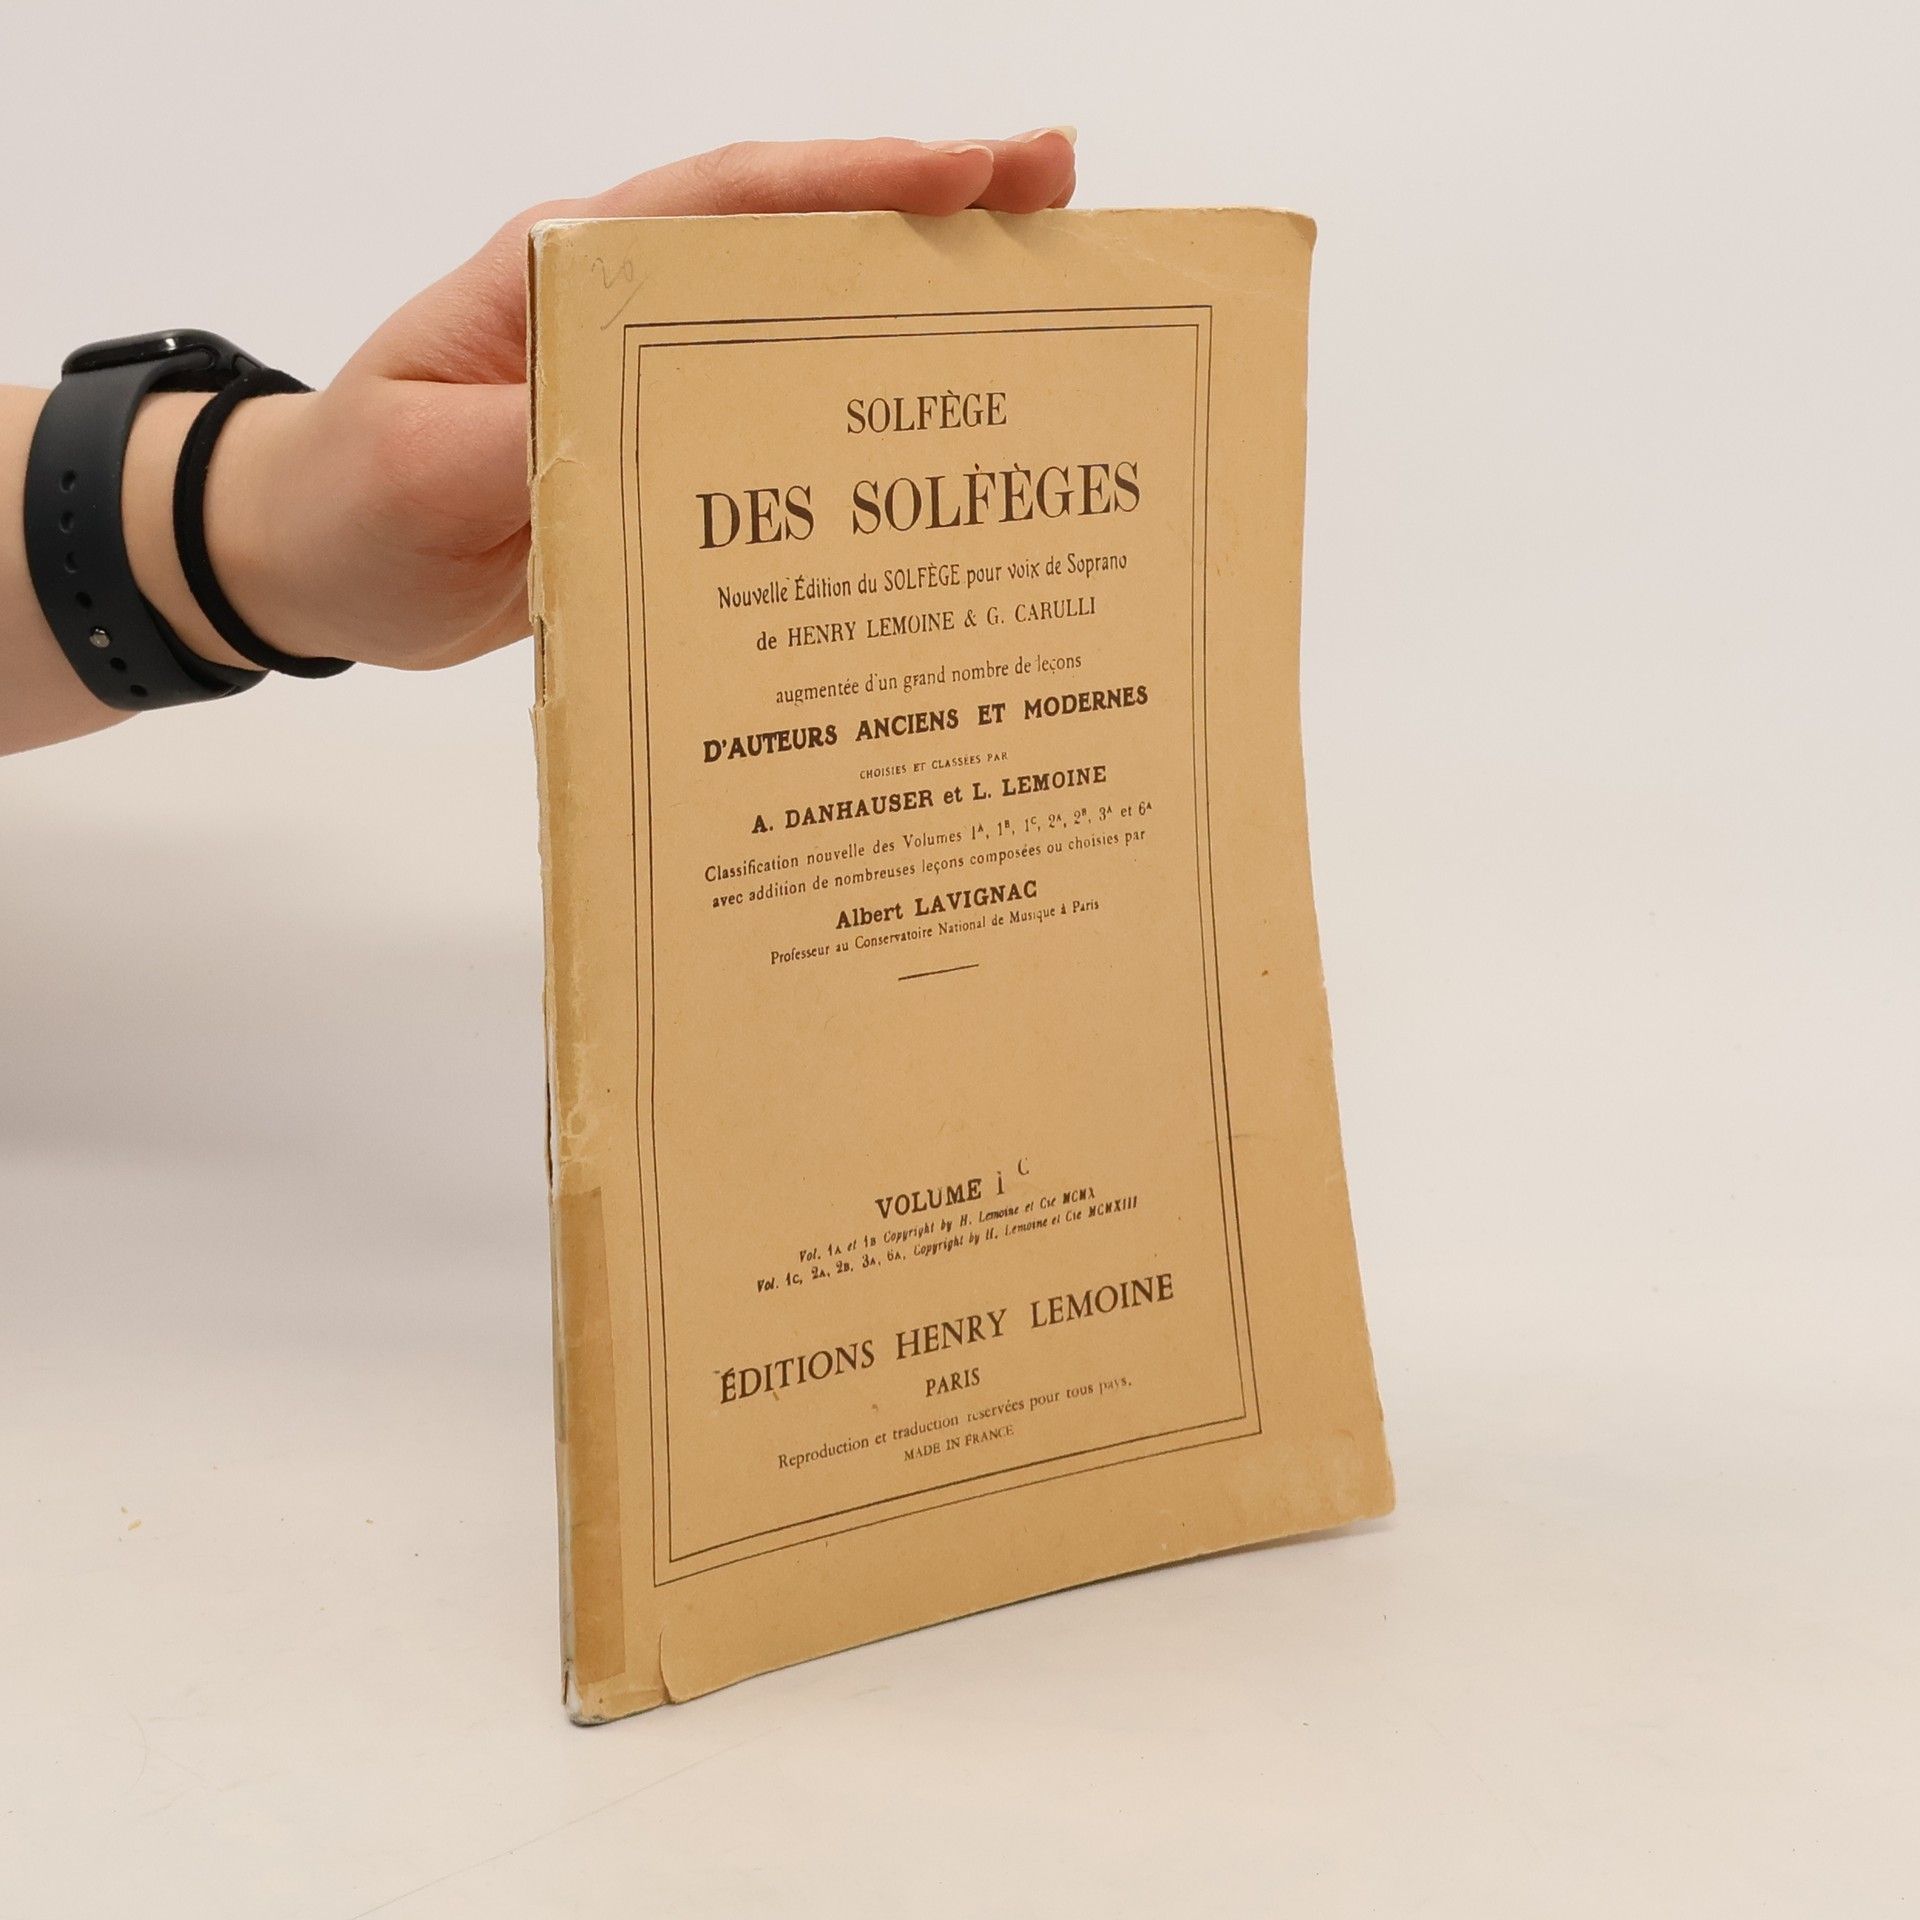 20
SOLFÈGE
DES SOLFÈGES
Nouvelle Édition du SOLFÈGE pour voix de Soprano
de HENRY LEMOINE & G. CARULLI
augmentée d'un grand nombre de leçons
D'AUTEURS ANCIENS ET MODERNES
CHOISIES ET CLASSÉES PAR
A. DANHAUSER et L. LEMOINE
Classification nouvelle des Volumes 1ᴬ, 1ᴮ, 1ᶜ, 2ᴬ, 2ᴮ, 3ᴬ et 6ᴬ
avec addition de nombreuses leçons composées ou choisies par
Albert LAVIGNAC
Professeur au Conservatoire National de Musique à Paris
VOLUME 1 C
Vol. 1A et 1B Copyright by H. Lemoine et Cie MCMX
Vol. 1C, 2A, 2B, 3A, 6A, Copyright by H. Lemoine et Cie MCMXIII
ÉDITIONS HENRY LEMOINE
PARIS
Reproduction et traduction réservées pour tous pays.
MADE IN FRANCE